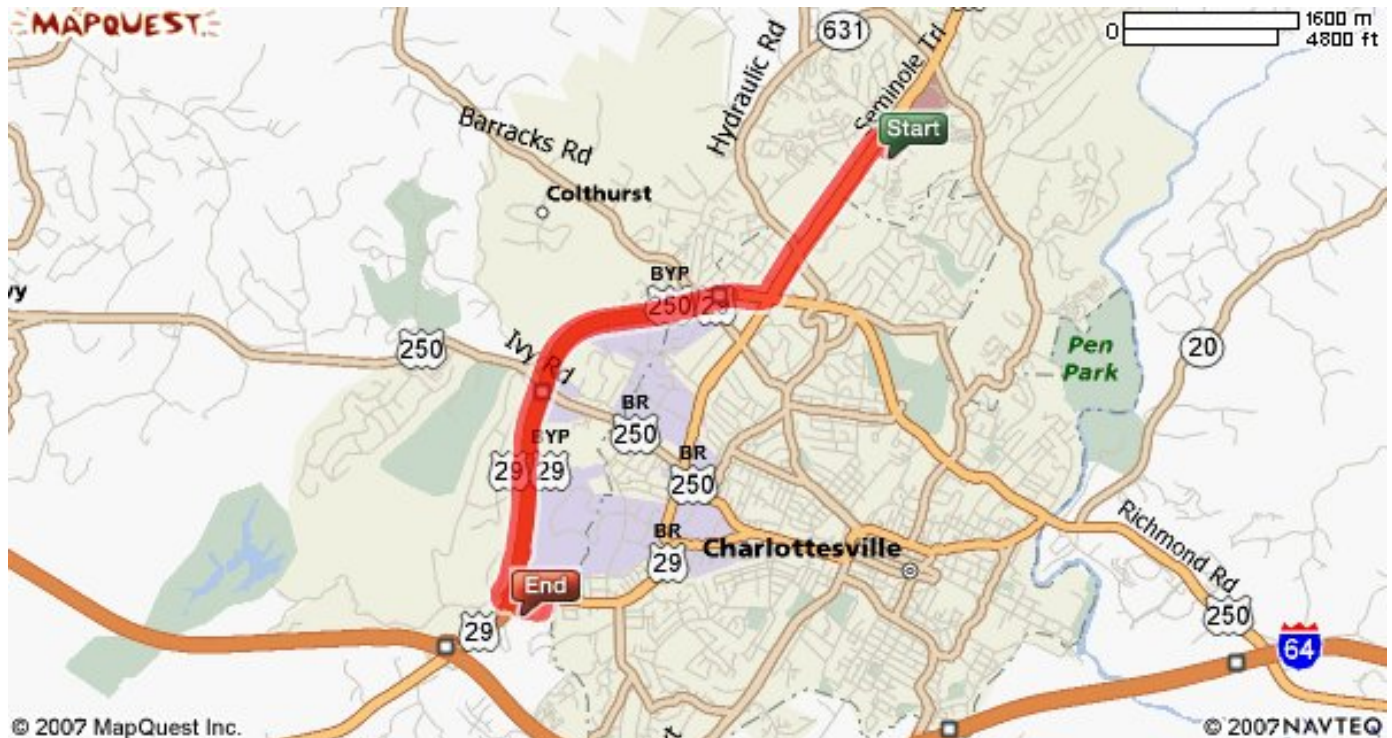 MAPQUEST
1600 m
0
4800 ft
631
Seminole Trl
Hydraulic Rd
Start
Barracks Rd
Colthurst
BYP
250/29
250
Ivy Rd
Pen
Park
20
BR
250
BYP
29
29
BR
250
Richmond Rd
BR
29
Charlottesville
End
29
250
64
© 2007 MapQuest Inc.
© 2007 NAVTEQ